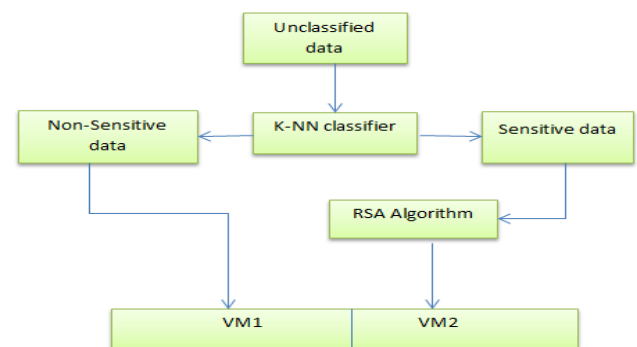 Unclassified
data
Non-Sensitive
data
K-NN classifier
Sensitive data
RSA Algorithm
VM1
VM2